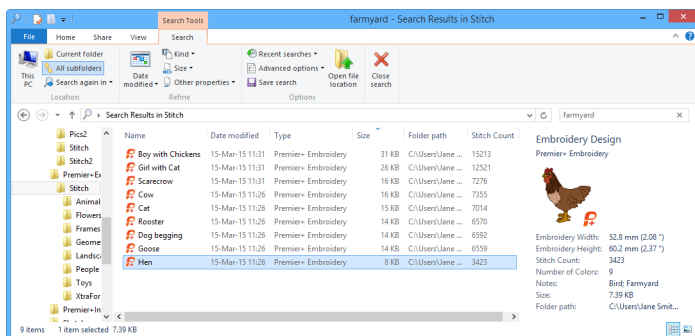 Search Tools
farmyard - Search Results in Stitch
File Home Share View Search
This PC
Current folder
All subfolders
Search again in
Location
Date modified
Kind
Size
Other properties
Refine
Recent searches
Advanced options
Save search
Options
Open file location
Close search
Search Results in Stitch
farmyard
Pics2
Stitch
Stitch2
Premier+Ex
Stitch
Animal
Flowers
Frames
Geome
Landsca
People
Toys
XtraFor
Premier+In
Name Date modified Type Size Folder path Stitch Count
Boy with Chickens 15-Mar-15 11:31 Premier+ Embroidery 31 KB C:\Users\Jane ... 15213
Girl with Cat 15-Mar-15 11:31 Premier+ Embroidery 26 KB C:\Users\Jane ... 12521
Scarecrow 15-Mar-15 11:31 Premier+ Embroidery 16 KB C:\Users\Jane ... 7276
Cow 15-Mar-15 11:26 Premier+ Embroidery 16 KB C:\Users\Jane ... 7355
Cat 15-Mar-15 11:26 Premier+ Embroidery 15 KB C:\Users\Jane ... 7014
Rooster 15-Mar-15 11:26 Premier+ Embroidery 14 KB C:\Users\Jane ... 6570
Dog begging 15-Mar-15 11:26 Premier+ Embroidery 14 KB C:\Users\Jane ... 6592
Goose 15-Mar-15 11:26 Premier+ Embroidery 14 KB C:\Users\Jane ... 6559
Hen 15-Mar-15 11:26 Premier+ Embroidery 8 KB C:\Users\Jane ... 3423
Embroidery Design
Premier+ Embroidery
Embroidery Width: 52.8 mm (2.08 ")
Embroidery Height: 60.2 mm (2.37 ")
Stitch Count: 3423
Number of Colors: 9
Notes: Bird; Farmyard
Size: 7.39 KB
Folder path: C:\Users\Jane Smit...
9 items 1 item selected 7.39 KB